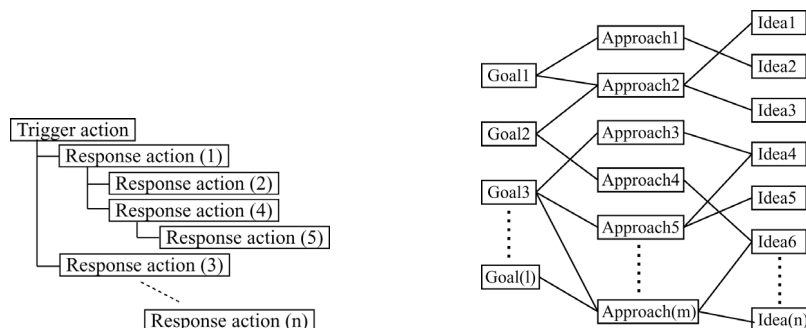 Trigger action
Response action (1)
Response action (2)
Response action (4)
Response action (5)
Response action (3)
Response action (n)
Goal1
Goal2
Goal3
Goal(l)
Approach1
Approach2
Approach3
Approach4
Approach5
Approach(m)
Idea1
Idea2
Idea3
Idea4
Idea5
Idea6
Idea(n)